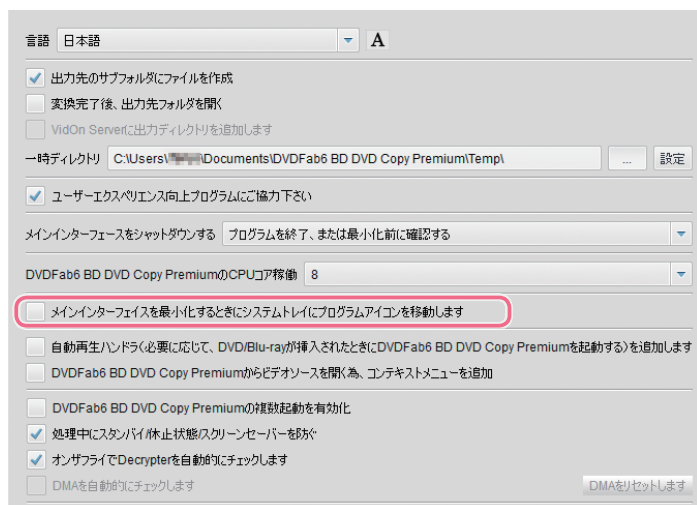 言語 日本語 A
出力先のサブフォルダにファイルを作成
変換完了後、出力先フォルダを開く
VidOn Serverに出力ディレクトリを追加します
一時ディレクトリ C:\Users\ \Documents\DVDFab6 BD DVD Copy Premium\Temp\ ... 設定
ユーザーエクスペリエンス向上プログラムにご協力下さい
メインインターフェースをシャットダウンする プログラムを終了、または最小化前に確認する
DVDFab6 BD DVD Copy PremiumのCPUコア稼働 8
メインインターフェイスを最小化するときにシステムトレイにプログラムアイコンを移動します
自動再生ハンドラ(必要に応じて、DVD/Blu-rayが挿入されたときにDVDFab6 BD DVD Copy Premiumを起動する)を追加します
DVDFab6 BD DVD Copy Premiumからビデオソースを開く為、コンテキストメニューを追加
DVDFab6 BD DVD Copy Premiumの複数起動を有効化
処理中にスタンバイ/休止状態/スクリーンセーバーを防ぐ
オンザフライでDecrypterを自動的にチェックします
DMAを自動的にチェックします DMAをリセットします